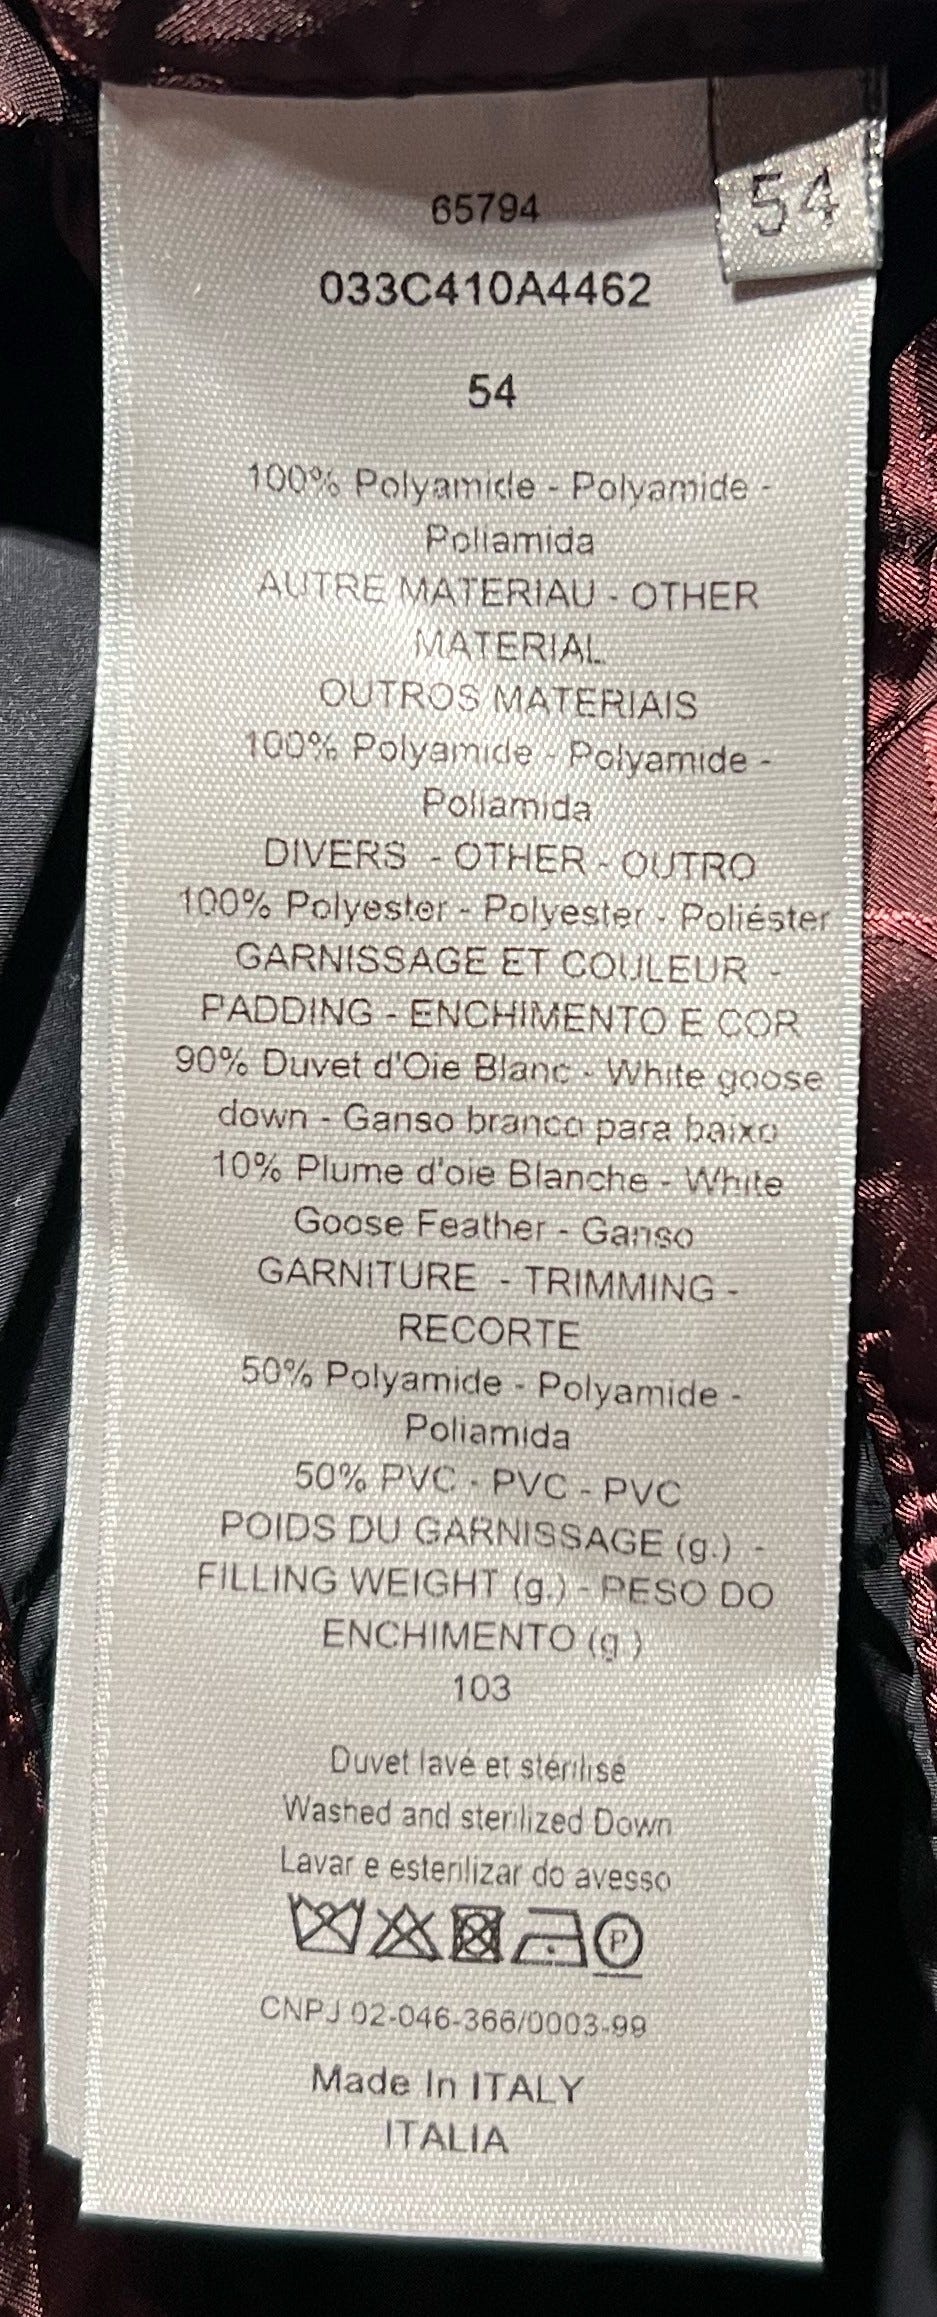 54
65794
033C410A4462
54
100% Polyamide - Polyamide -
Poliamida
AUTRE MATERIAU - OTHER
MATERIAL
OUTROS MATERIAIS
100% Polyamide - Polyamide -
Poliamida
DIVERS - OTHER - OUTRO
100% Polyester - Polyester - Poliéster
GARNISSAGE ET COULEUR -
PADDING - ENCHIMENTO E COR
90% Duvet d'Oie Blanc - White goose
down - Ganso branco para baixo
10% Plume d'oie Blanche - White
Goose Feather - Ganso
GARNITURE - TRIMMING -
RECORTE
50% Polyamide - Polyamide -
Poliamida
50% PVC - PVC - PVC
POIDS DU GARNISSAGE (g.) -
FILLING WEIGHT (g.) - PESO DO
ENCHIMENTO (g.)
103
Duvet lavé et stérilisé
Washed and sterilized Down
Lavar e esterilizar do avesso
P
CNPJ 02-046-366/0003-99
Made In ITALY
ITALIA